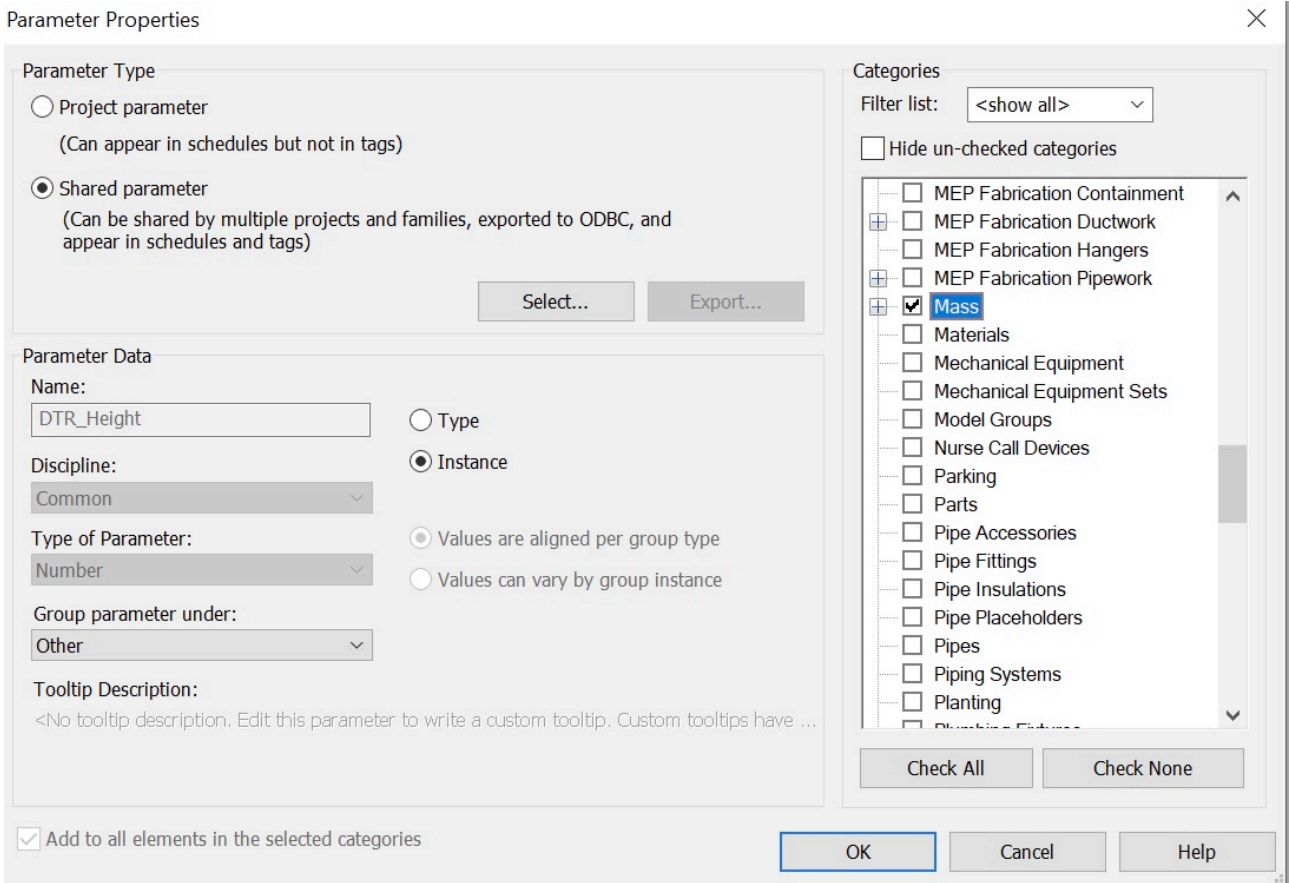 Parameter Properties
Parameter Type
Project parameter
(Can appear in schedules but not in tags)
Shared parameter
(Can be shared by multiple projects and families, exported to ODBC, and
appear in schedules and tags)
Select...
Export...
Parameter Data
Name:
DTR_Height
Type
Discipline:
Instance
Common
Type of Parameter:
Values are aligned per group type
Number
Values can vary by group instance
Group parameter under:
Other
Tooltip Description:
<No tooltip description. Edit this parameter to write a custom tooltip. Custom tooltips have ...
Add to all elements in the selected categories
Categories
Filter list:
<show all>
Hide un-checked categories
MEP Fabrication Containment
MEP Fabrication Ductwork
MEP Fabrication Hangers
MEP Fabrication Pipework
Mass
Materials
Mechanical Equipment
Mechanical Equipment Sets
Model Groups
Nurse Call Devices
Parking
Parts
Pipe Accessories
Pipe Fittings
Pipe Insulations
Pipe Placeholders
Pipes
Piping Systems
Planting
Plumbing Fixtures
Check All
Check None
OK
Cancel
Help